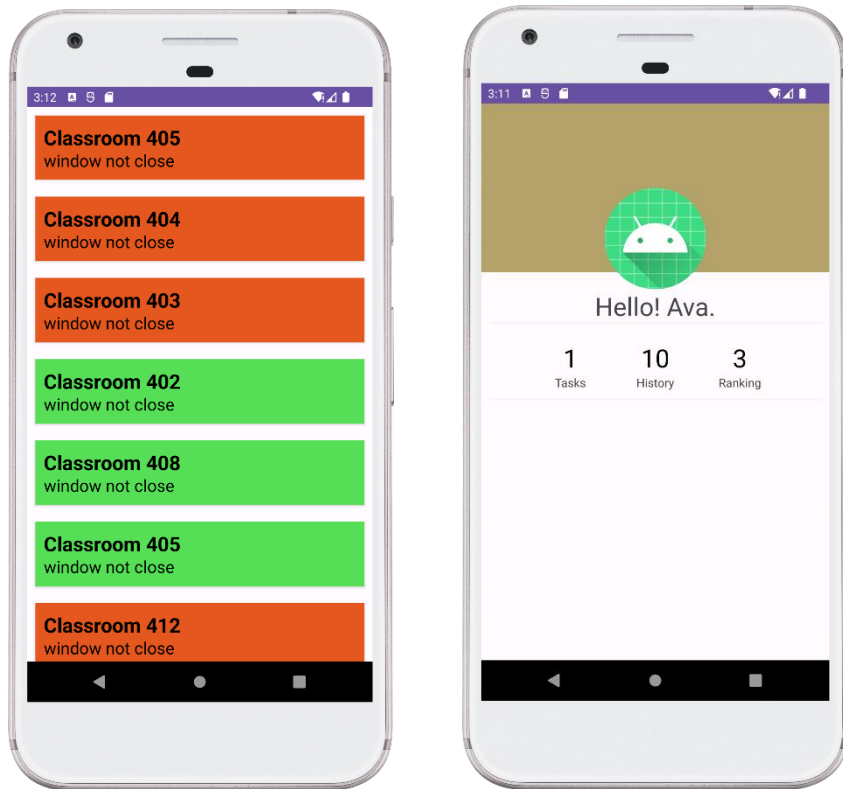 3:12
Classroom 405
window not close
Classroom 404
window not close
Classroom 403
window not close
Classroom 402
window not close
Classroom 408
window not close
Classroom 405
window not close
Classroom 412
window not close
3:11
Hello! Ava.
1 10 3
Tasks History Ranking